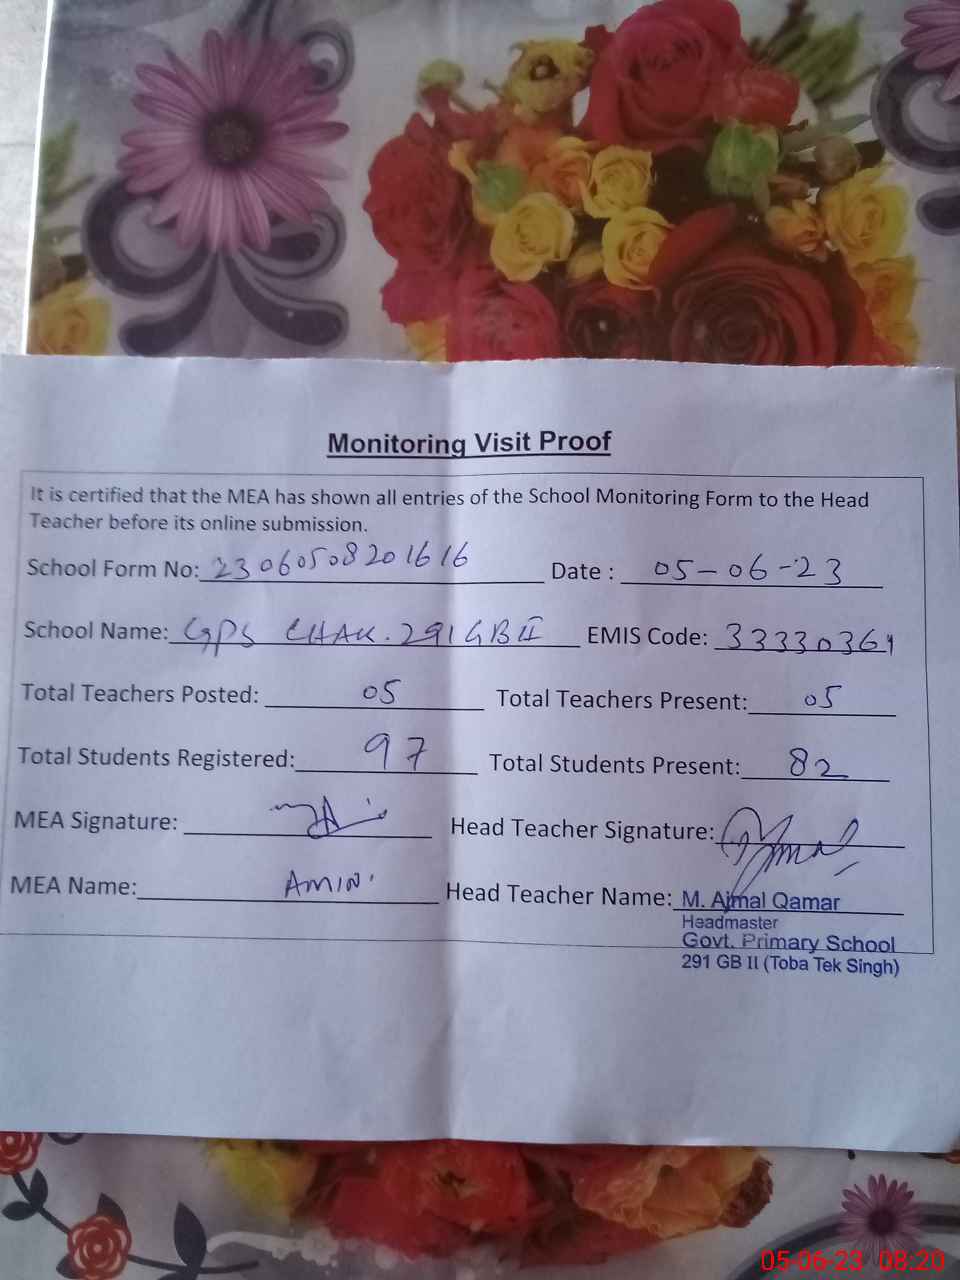 Monitoring Visit Proof
It is certified that the MEA has shown all entries of the School Monitoring Form to the Head
Teacher before its online submission.
School Form No: 23060508201616 Date : 05-06-23
School Name: GPS CHAK. 291 GB II EMIS Code: 33330369
Total Teachers Posted: 05 Total Teachers Present: 05
Total Students Registered: 97 Total Students Present: 82
MEA Signature: Head Teacher Signature:
MEA Name: AMIN. Head Teacher Name: M. Ajmal Qamar
Headmaster
Govt. Primary School
291 GB II (Toba Tek Singh)
05-06-23 08:20